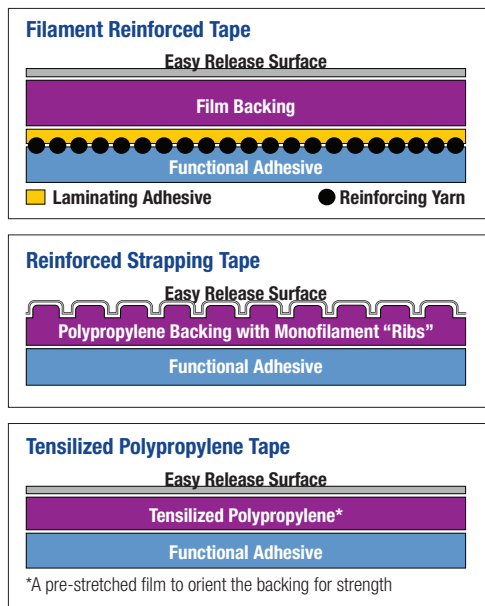 Filament Reinforced Tape
Easy Release Surface
Film Backing
Functional Adhesive
Laminating Adhesive
Reinforcing Yarn
Reinforced Strapping Tape
Easy Release Surface
Polypropylene Backing with Monofilament “Ribs”
Functional Adhesive
Tensilized Polypropylene Tape
Easy Release Surface
Tensilized Polypropylene*
Functional Adhesive
*A pre-stretched film to orient the backing for strength